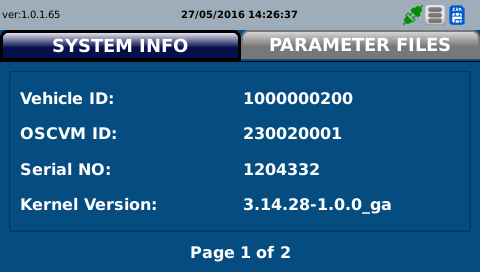 ver:1.0.1.65 27/05/2016 14:26:37
SYSTEM INFO PARAMETER FILES
Vehicle ID: 1000000200
OSCVM ID: 230020001
Serial NO: 1204332
Kernel Version: 3.14.28-1.0.0_ga
Page 1 of 2